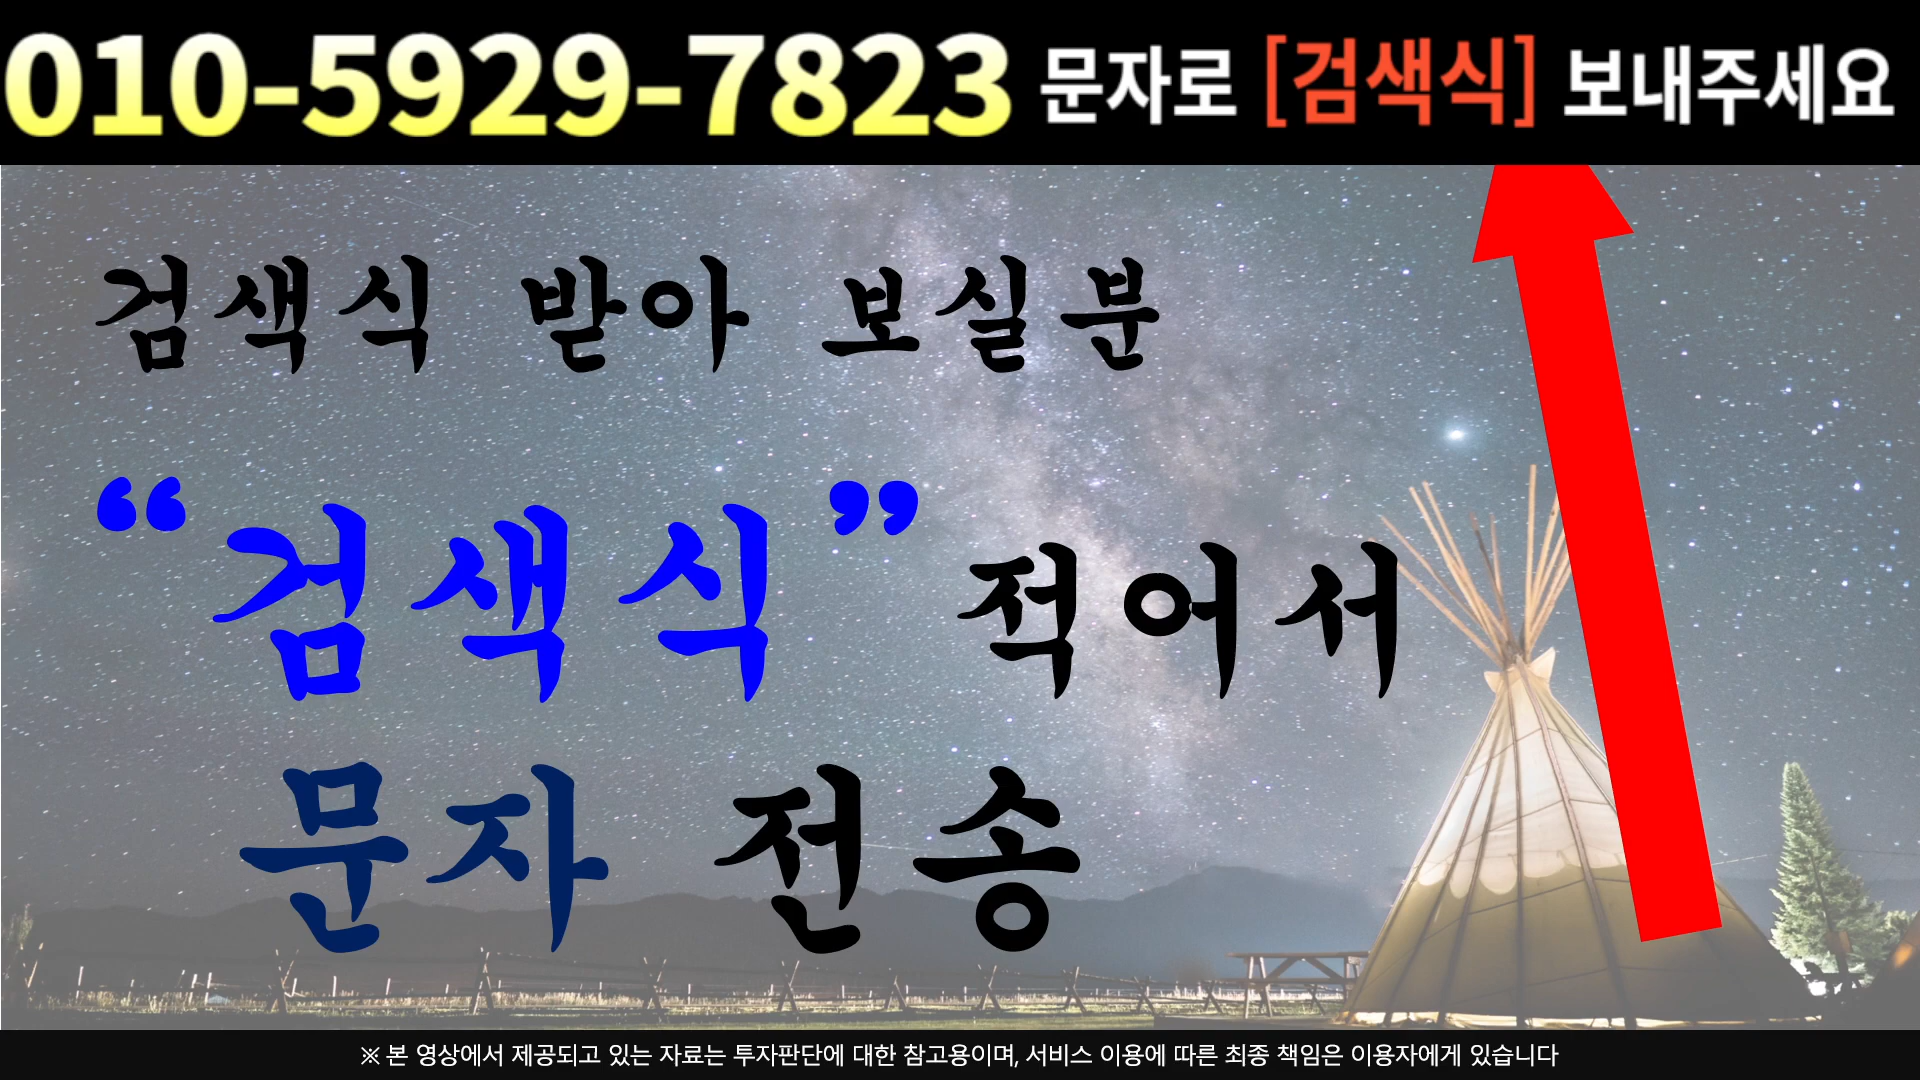 010-5929-7823 문자로 [검색식] 보내주세요
검색식 받아 보실분
“검색식” 적어서
문자 전송
※ 본 영상에서 제공되고 있는 자료는 투자판단에 대한 참고용이며, 서비스 이용에 따른 최종 책임은 이용자에게 있습니다